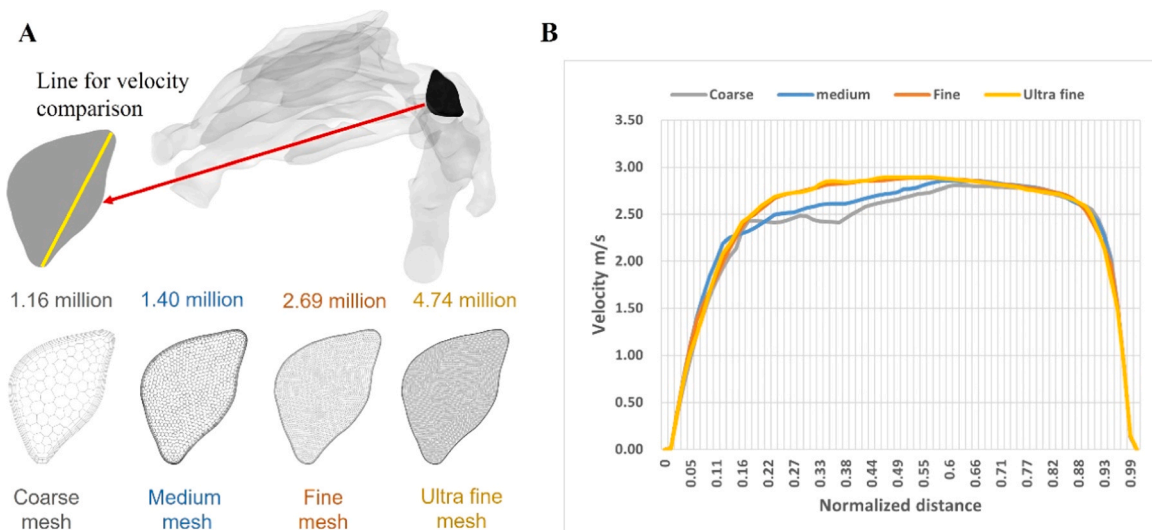 A
Line for velocity
comparison
1.16 million
1.40 million
2.69 million
4.74 million
Coarse
mesh
Medium
mesh
Fine
mesh
Ultra fine
mesh
B
Coarse
medium
Fine
Ultra fine
Velocity m/s
3.50
3.00
2.50
2.00
1.50
1.00
0.50
0.00
0
0.05
0.11
0.16
0.22
0.27
0.33
0.38
0.44
0.49
0.55
0.6
0.66
0.71
0.77
0.82
0.88
0.93
0.99
Normalized distance